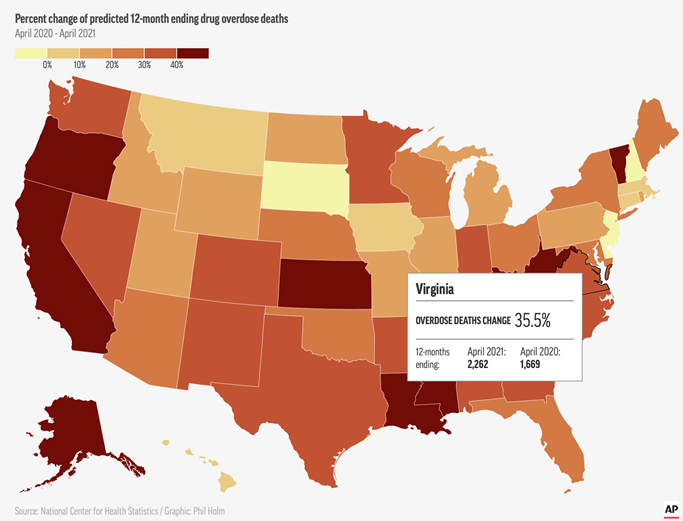 Percent change of predicted 12-month ending drug overdose deaths
April 2020 - April 2021
0% 10% 20% 30% 40%
Virginia
OVERDOSE DEATHS CHANGE 35.5%
12-months April 2021: April 2020:
ending: 2,262 1,669
Source: National Center for Health Statistics / Graphic: Phil Holm
AP